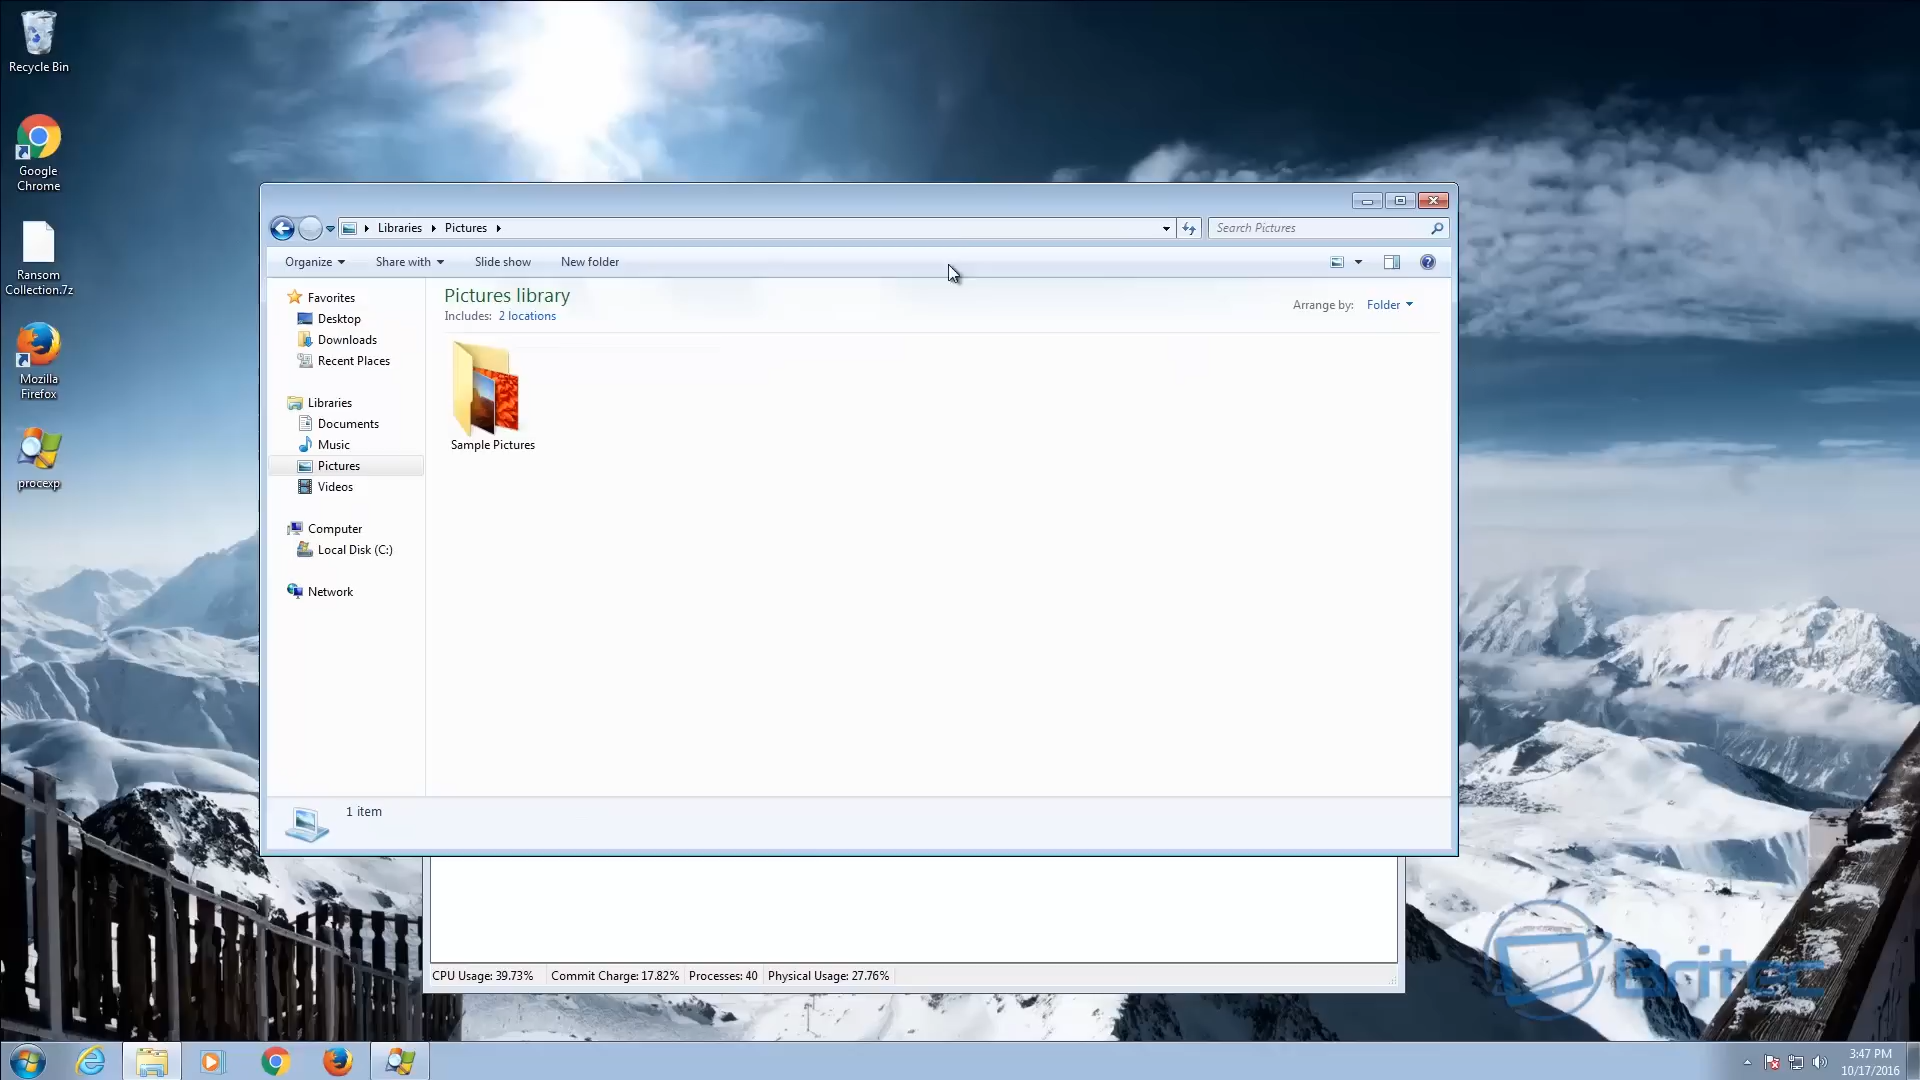 Recycle Bin
Google
Chrome
Ransom
Collection.7z
Mozilla
Firefox
procexp
Libraries
Pictures
Search Pictures
Organize
Share with
Slide show
New folder
Favorites
Desktop
Downloads
Recent Places
Libraries
Documents
Music
Pictures
Videos
Computer
Local Disk (C:)
Network
Pictures library
Includes: 2 locations
Arrange by: Folder
Sample Pictures
1 item
CPU Usage: 39.73% Commit Charge: 17.82% Processes: 40 Physical Usage: 27.76%
Britec
3:47 PM
10/17/2016